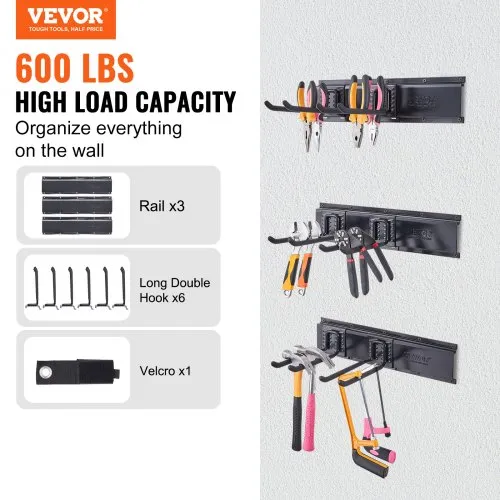 VEVOR®
TOUGH TOOLS, HALF PRICE
600 LBS
HIGH LOAD CAPACITY
Organize everything
on the wall
Rail x3
Long Double
Hook x6
Velcro x1